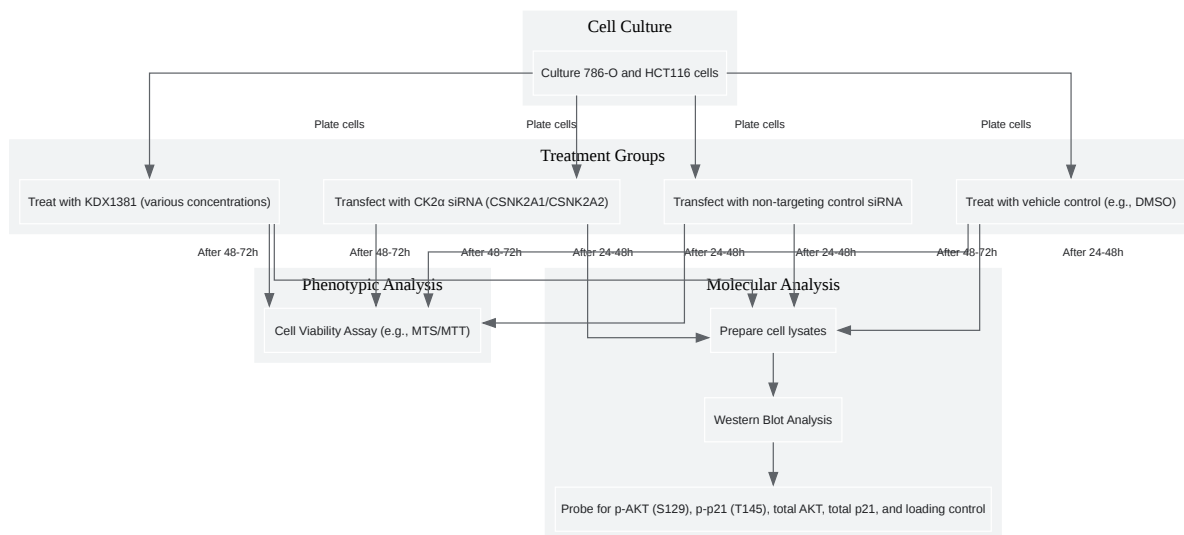 Cell Culture
Culture 786-O and HCT116 cells
Plate cells
Plate cells
Plate cells
Plate cells
Treatment Groups
Treat with KDX1381 (various concentrations)
Transfect with CK2α siRNA (CSNK2A1/CSNK2A2)
Transfect with non-targeting control siRNA
Treat with vehicle control (e.g., DMSO)
After 48-72h
After 48-72h
After 48-72h
After 24-48h
After 24-48h
After 24-48h
After 48-72h
After 24-48h
Phenotypic Analysis
Molecular Analysis
Cell Viability Assay (e.g., MTS/MTT)
Prepare cell lysates
Western Blot Analysis
Probe for p-AKT (S129), p-p21 (T145), total AKT, total p21, and loading control